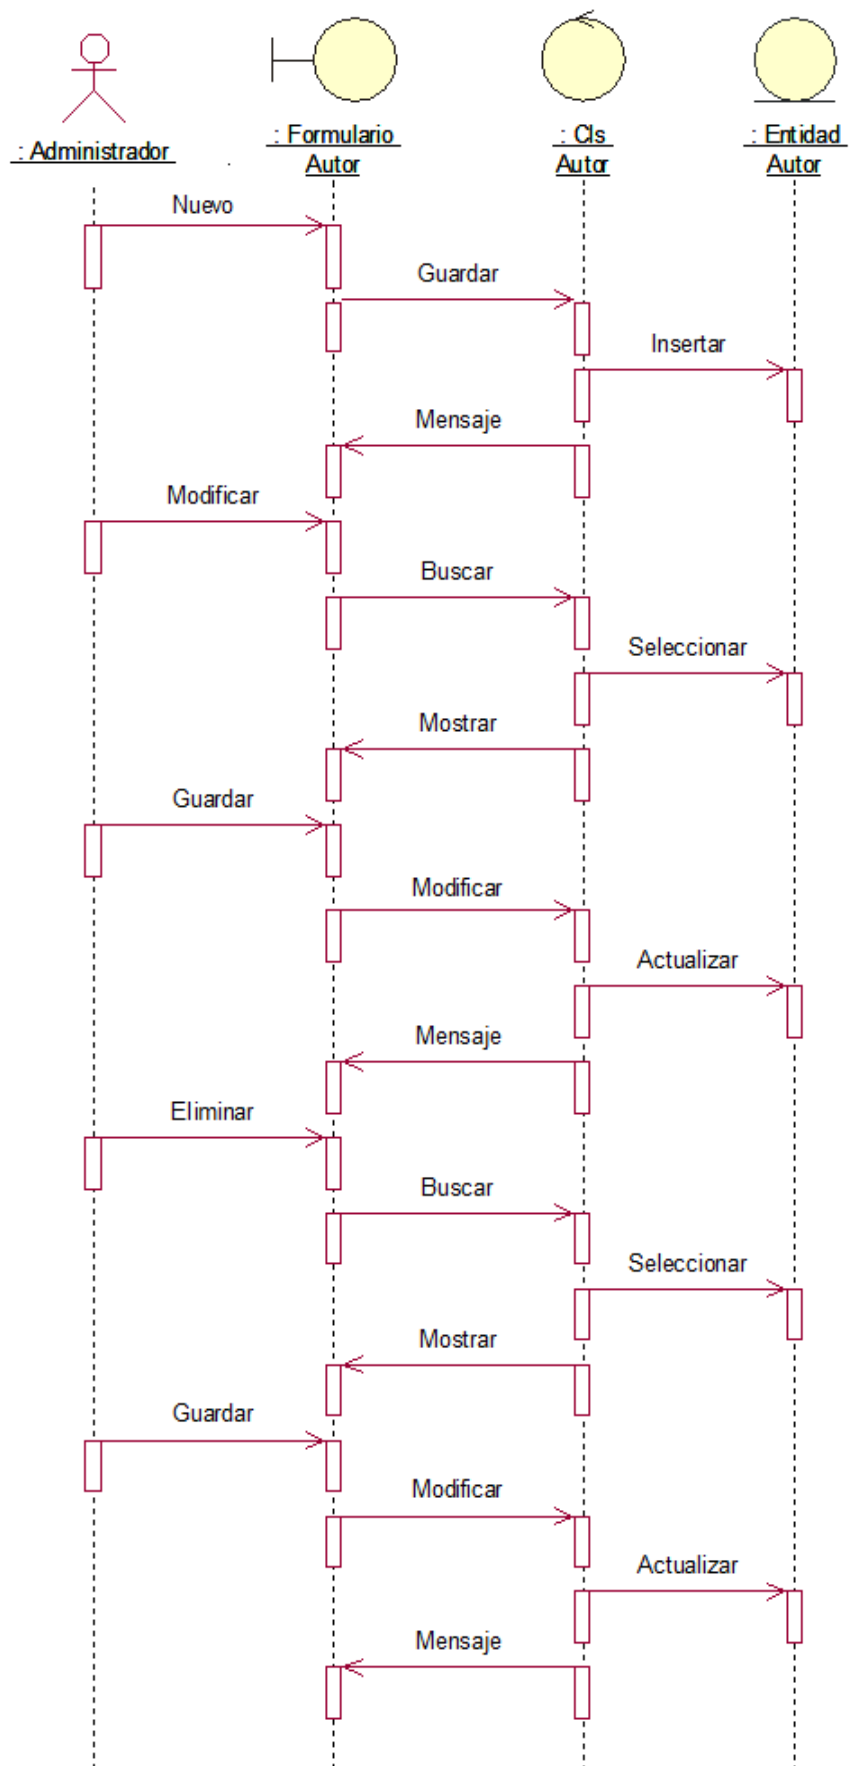 : Administrador
: Formulario
Autor
: Cls
Autor
: Entidad
Autor
Nuevo
Guardar
Insertar
Mensaje
Modificar
Buscar
Seleccionar
Mostrar
Guardar
Modificar
Actualizar
Mensaje
Eliminar
Buscar
Seleccionar
Mostrar
Guardar
Modificar
Actualizar
Mensaje